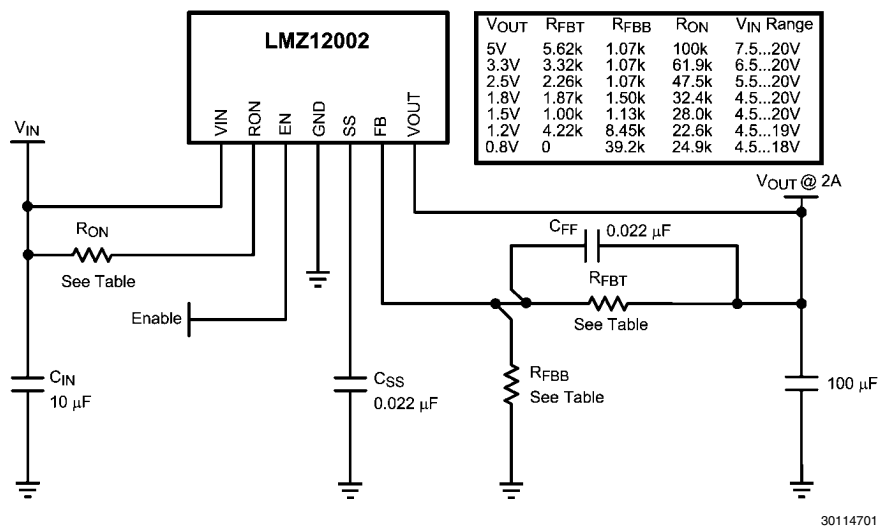 LMZ12002
VIN
RON
EN
GND
SS
FB
VOUT
VOUT RFBT RFBB RON VIN Range
5V 5.62k 1.07k 100k 7.5...20V
3.3V 3.32k 1.07k 61.9k 6.5...20V
2.5V 2.26k 1.07k 47.5k 5.5...20V
1.8V 1.87k 1.50k 32.4k 4.5...20V
1.5V 1.00k 1.13k 28.0k 4.5...20V
1.2V 4.22k 8.45k 22.6k 4.5...19V
0.8V 0 39.2k 24.9k 4.5...18V
VIN
VOUT @ 2A
RON
See Table
CFF 0.022 µF
RFBT
See Table
Enable
CIN
10 µF
CSS
0.022 µF
RFBB
See Table
100 µF
30114701